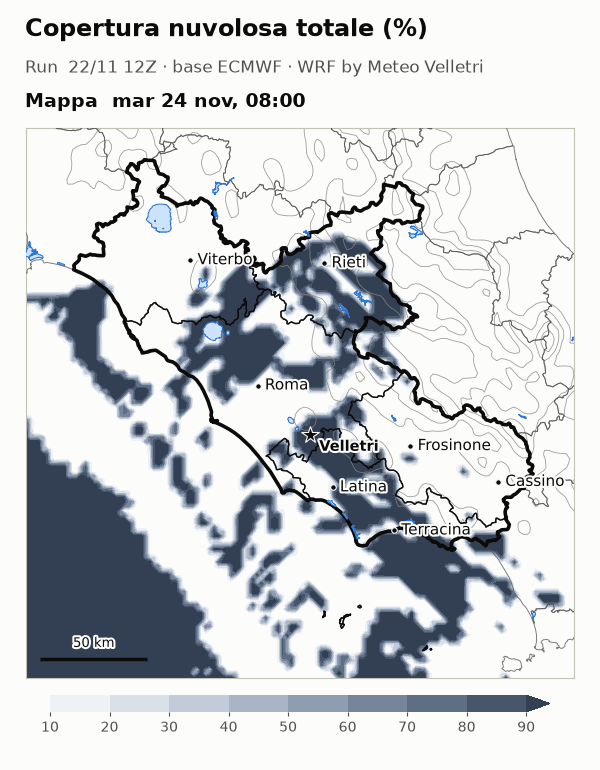 Copertura nuvolosa totale (%)
Run  22/11 12Z · base ECMWF · WRF by Meteo Velletri
Mappa  mar 24 nov, 08:00
Viterbo
Rieti
Roma
Velletri
Frosinone
Cassino
Latina
Terracina
50 km
10 20 30 40 50 60 70 80 90